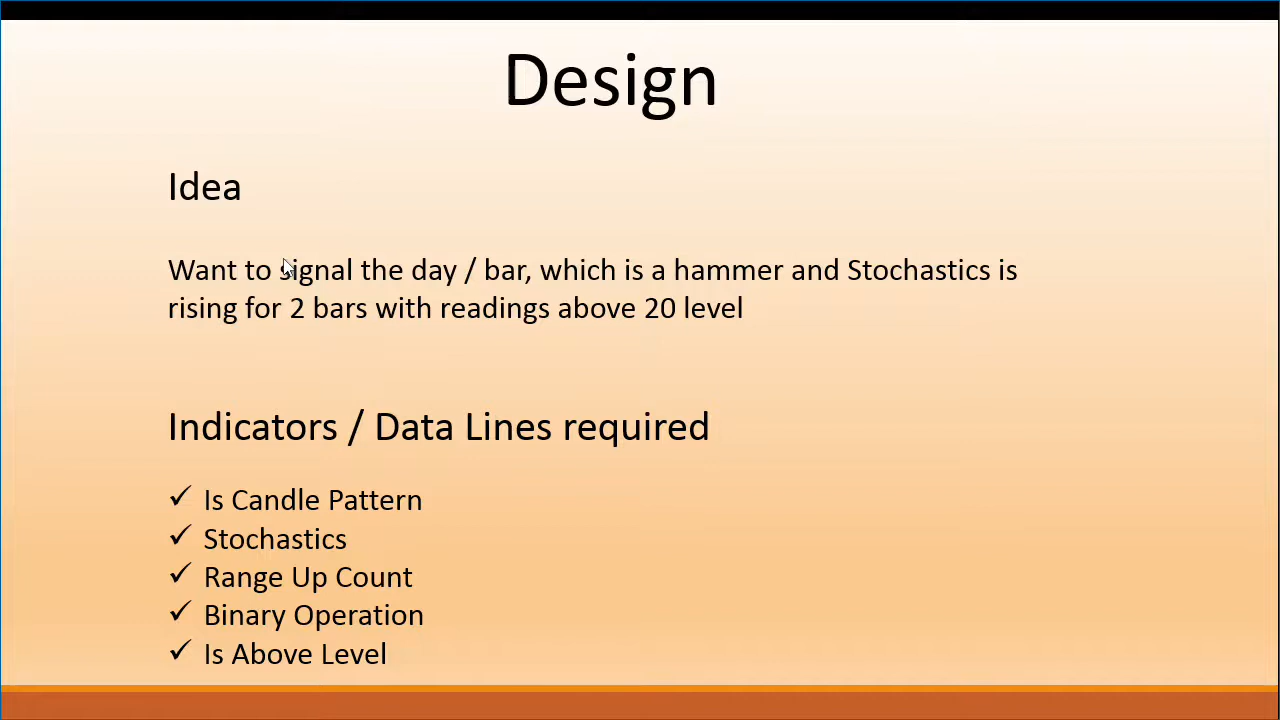 Design
Idea
Want to signal the day / bar, which is a hammer and Stochastics is
rising for 2 bars with readings above 20 level
Indicators / Data Lines required
✓ Is Candle Pattern
✓ Stochastics
✓ Range Up Count
✓ Binary Operation
✓ Is Above Level